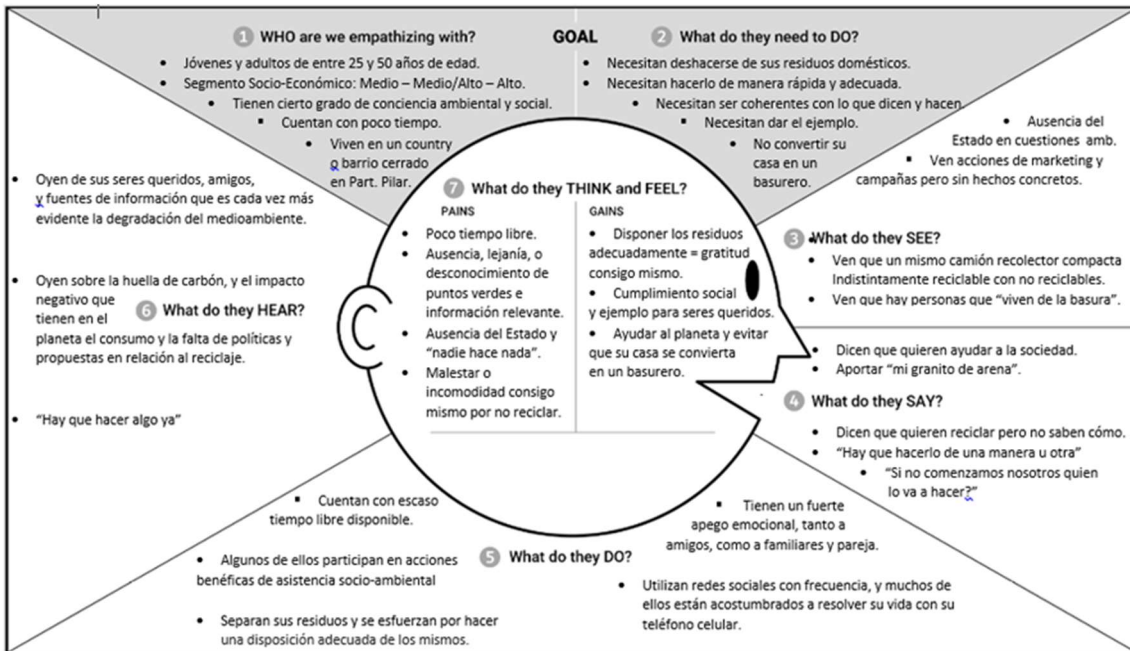 1 WHO are we empathizing with?
• Jóvenes y adultos de entre 25 y 50 años de edad.
• Segmento Socio-Económico: Medio – Medio/Alto – Alto.
• Tienen cierto grado de conciencia ambiental y social.
▪ Cuentan con poco tiempo.
• Viven en un country
o barrio cerrado
en Part. Pilar.
GOAL
2 What do they need to DO?
• Necesitan deshacerse de sus residuos domésticos.
• Necesitan hacerlo de manera rápida y adecuada.
• Necesitan ser coherentes con lo que dicen y hacen.
▪ Necesitan dar el ejemplo.
• No convertir su
casa en un
basurero.
• Ausencia del
Estado en cuestiones amb.
▪ Ven acciones de marketing y
campañas pero sin hechos concretos.
3 What do they SEE?
• Ven que un mismo camión recolector compacta
Indistintamente reciclable con no reciclables.
• Ven que hay personas que “viven de la basura”.
• Dicen que quieren ayudar a la sociedad.
• Aportar “mi granito de arena”.
4 What do they SAY?
• Dicen que quieren reciclar pero no saben cómo.
• “Hay que hacerlo de una manera u otra”
• “Si no comenzamos nosotros quien
lo va a hacer?”
5 What do they DO?
▪ Cuentan con escaso
tiempo libre disponible.
• Algunos de ellos participan en acciones
benéficas de asistencia socio-ambiental
• Separan sus residuos y se esfuerzan por hacer
una disposición adecuada de los mismos.
▪ Tienen un fuerte
apego emocional, tanto a
amigos, como a familiares y pareja.
• Utilizan redes sociales con frecuencia, y muchos de
ellos están acostumbrados a resolver su vida con su
teléfono celular.
• Oyen de sus seres queridos, amigos,
y fuentes de información que es cada vez más
evidente la degradación del medioambiente.
• Oyen sobre la huella de carbón, y el impacto
negativo que
tienen en el
6 What do they HEAR?
planeta el consumo y la falta de políticas y
propuestas en relación al reciclaje.
• “Hay que hacer algo ya”
7 What do they THINK and FEEL?
PAINS
• Poco tiempo libre.
• Ausencia, lejanía, o
desconocimiento de
puntos verdes e
información relevante.
• Ausencia del Estado y
“nadie hace nada”.
• Malestar o
incomodidad consigo
mismo por no reciclar.
GAINS
• Disponer los residuos
adecuadamente = gratitud
consigo mismo.
• Cumplimiento social
y ejemplo para seres queridos.
• Ayudar al planeta y evitar
que su casa se convierta
en un basurero.